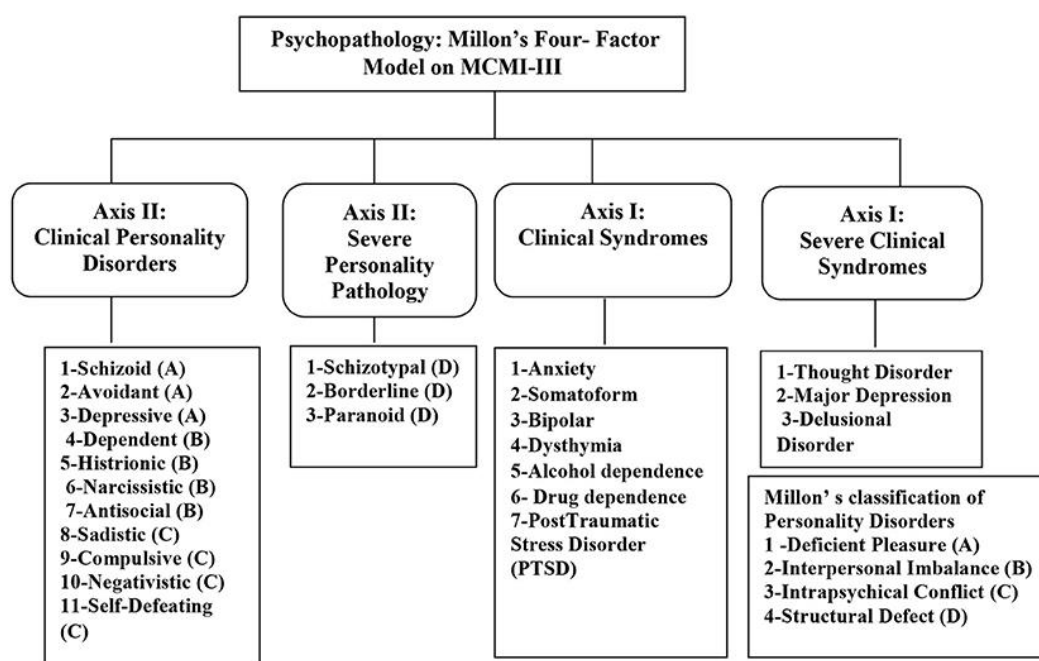 Psychopathology: Millon's Four- Factor
Model on MCMI-III
Axis II:
Clinical Personality
Disorders
Axis II:
Severe
Personality
Pathology
Axis I:
Clinical Syndromes
Axis I:
Severe Clinical
Syndromes
1-Schizoid (A)
2-Avoidant (A)
3-Depressive (A)
4-Dependent (B)
5-Histrionic (B)
6-Narcissistic (B)
7-Antisocial (B)
8-Sadistic (C)
9-Compulsive (C)
10-Negativistic (C)
11-Self-Defeating
(C)
1-Schizotypal (D)
2-Borderline (D)
3-Paranoid (D)
1-Anxiety
2-Somatoform
3-Bipolar
4-Dysthymia
5-Alcohol dependence
6- Drug dependence
7-PostTraumatic
Stress Disorder
(PTSD)
1-Thought Disorder
2-Major Depression
3-Delusional
Disorder
Millon' s classification of
Personality Disorders
1 -Deficient Pleasure (A)
2-Interpersonal Imbalance (B)
3-Intrapsychical Conflict (C)
4-Structural Defect (D)